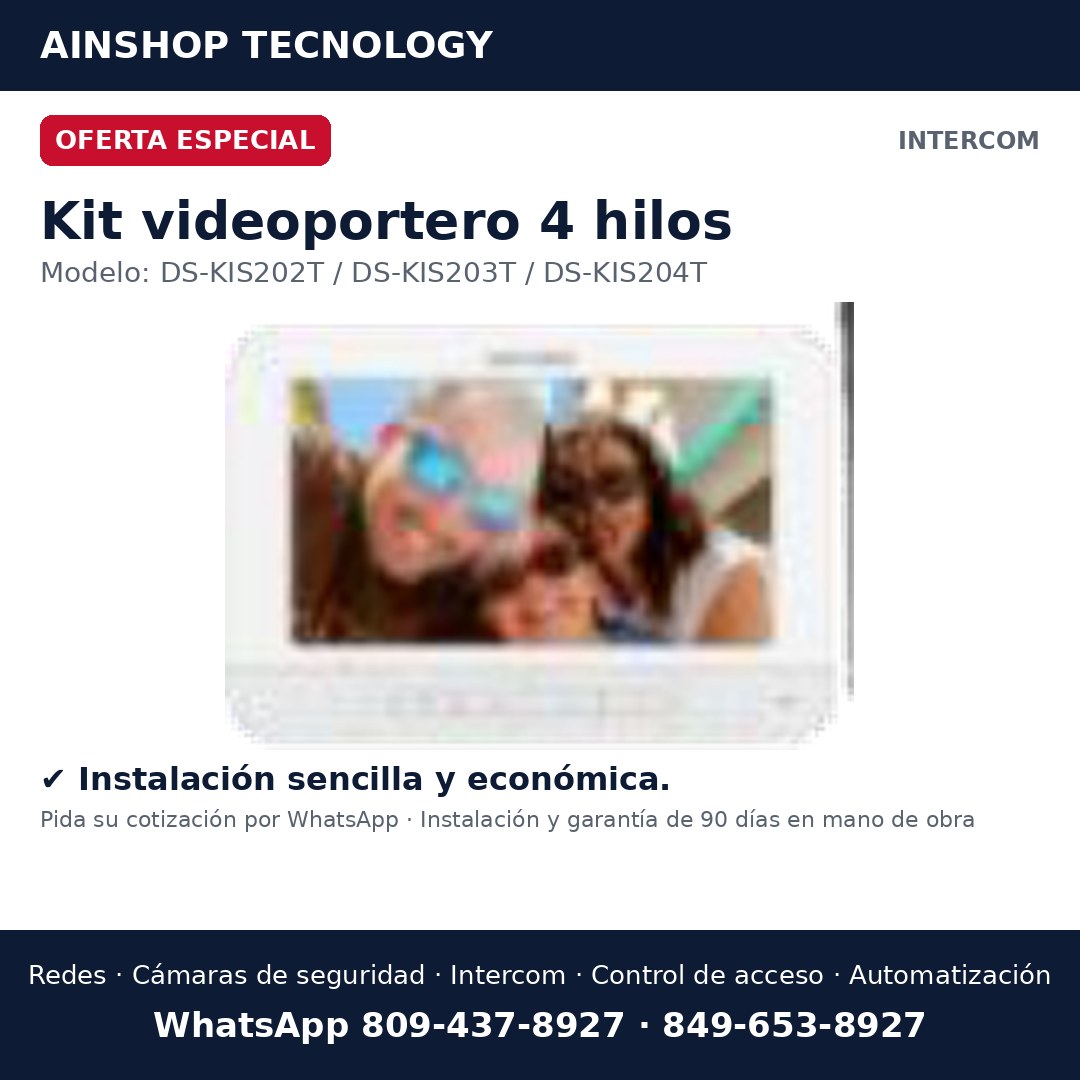 AINSHOP TECNOLOGY
OFERTA ESPECIAL
INTERCOM
Kit videoportero 4 hilos
Modelo: DS-KIS202T / DS-KIS203T / DS-KIS204T
✔ Instalación sencilla y económica.
Pida su cotización por WhatsApp · Instalación y garantía de 90 días en mano de obra
Redes · Cámaras de seguridad · Intercom · Control de acceso · Automatización
WhatsApp 809-437-8927 · 849-653-8927